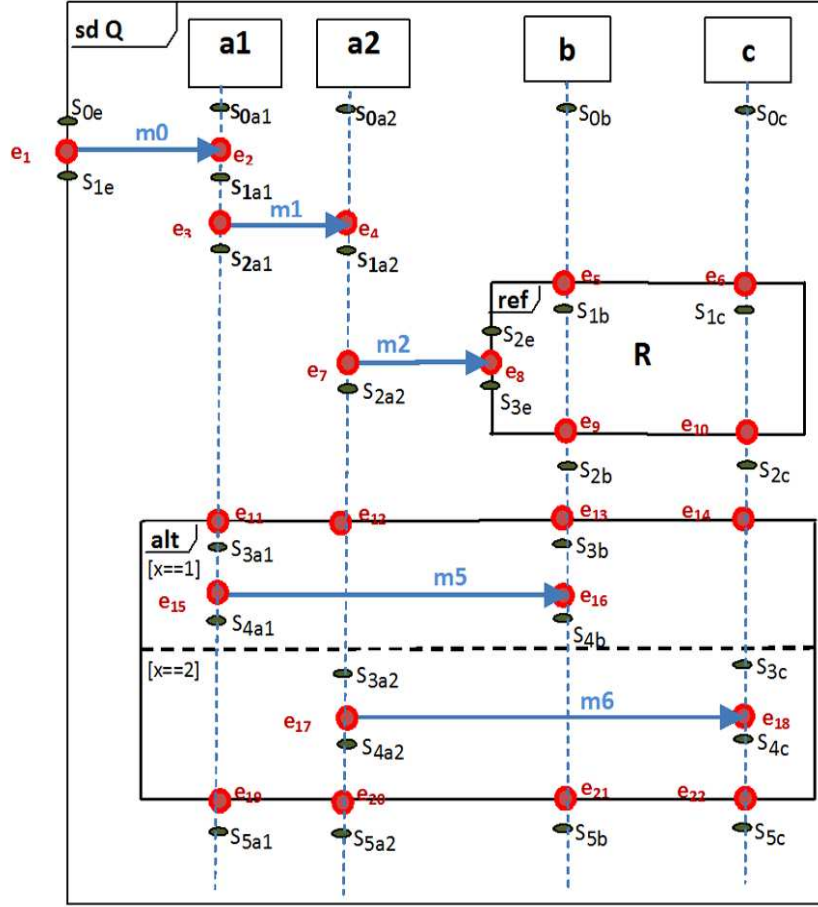 sd Q
a1 a2 b c
S0e S0a1 S0a2 S0b S0c
e1 m0 e2
S1e S1a1
e3 m1 e4
S2a1 S1a2
e5 e6
ref S1b S1c
S2e R
e7 m2 e8
S2a2 S3e
e9 e10
S2b S2c
e11 e12 e13 e14
alt S3a1 S3b
[x==1] m5
e15 e16
S4a1 S4b
[x==2] S3a2 S3c
e17 m6 e18
S4a2 S4c
e19 e20 e21 e22
S5a1 S5a2 S5b S5c